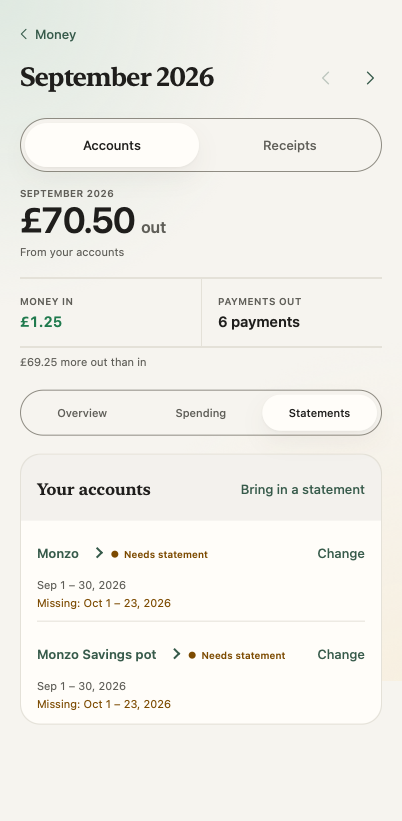 Money
September 2026
Accounts
Receipts
SEPTEMBER 2026
£70.50 out
From your accounts
MONEY IN
£1.25
PAYMENTS OUT
6 payments
£69.25 more out than in
Overview
Spending
Statements
Your accounts
Bring in a statement
Monzo
Needs statement
Change
Sep 1 – 30, 2026
Missing: Oct 1 – 23, 2026
Monzo Savings pot
Needs statement
Change
Sep 1 – 30, 2026
Missing: Oct 1 – 23, 2026